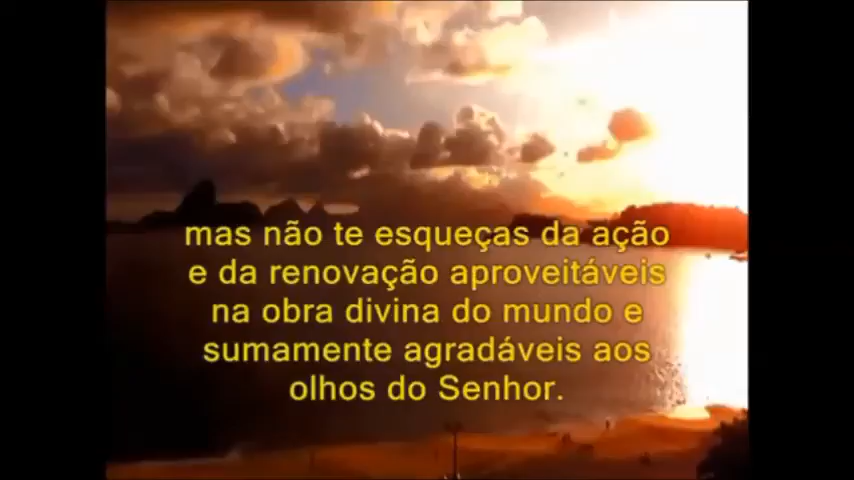 mas não te esqueças da ação
e da renovação aproveitáveis
na obra divina do mundo e
sumamente agradáveis aos
olhos do Senhor.